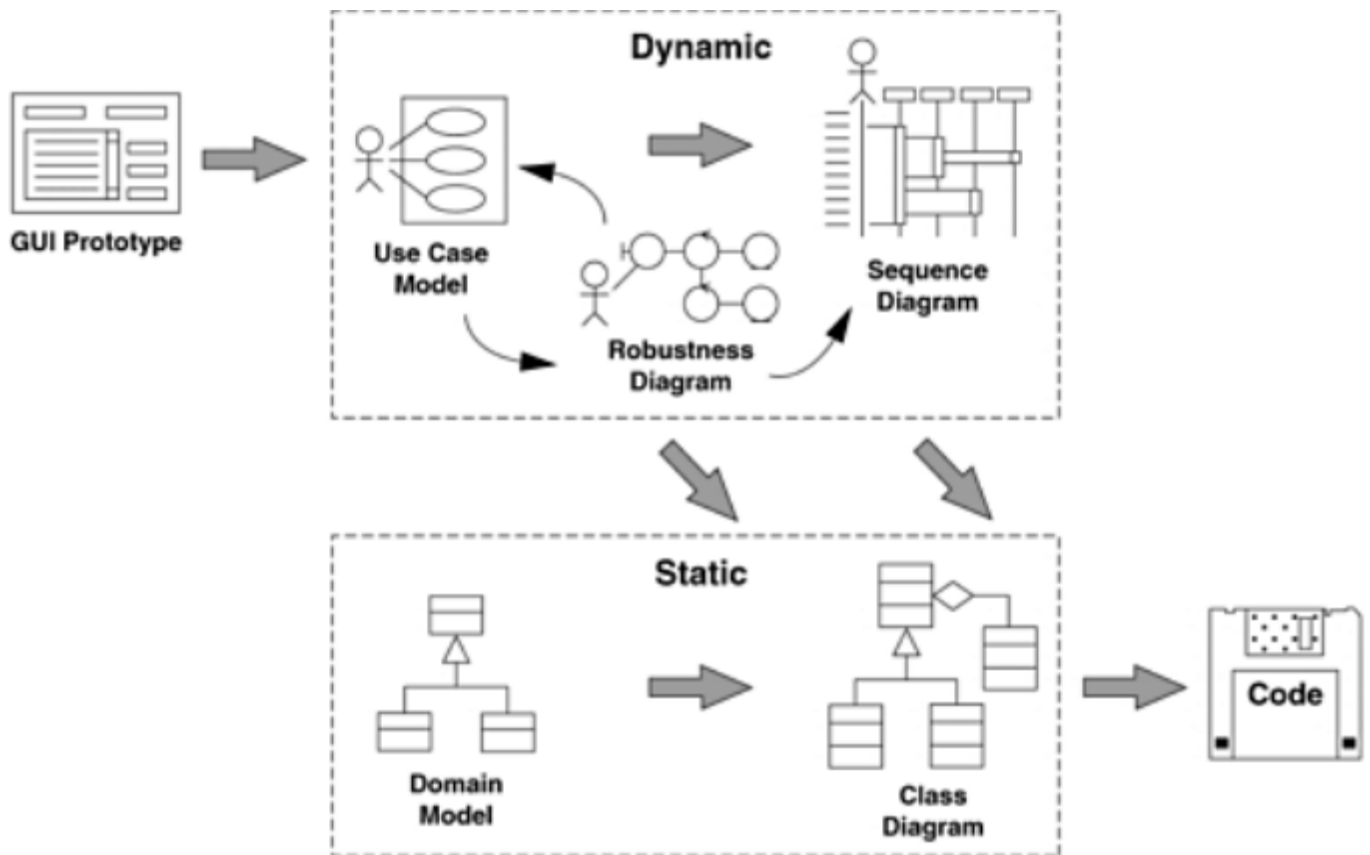 Dynamic
GUI Prototype
Use Case
Model
Robustness
Diagram
Sequence
Diagram
Static
Domain
Model
Class
Diagram
Code